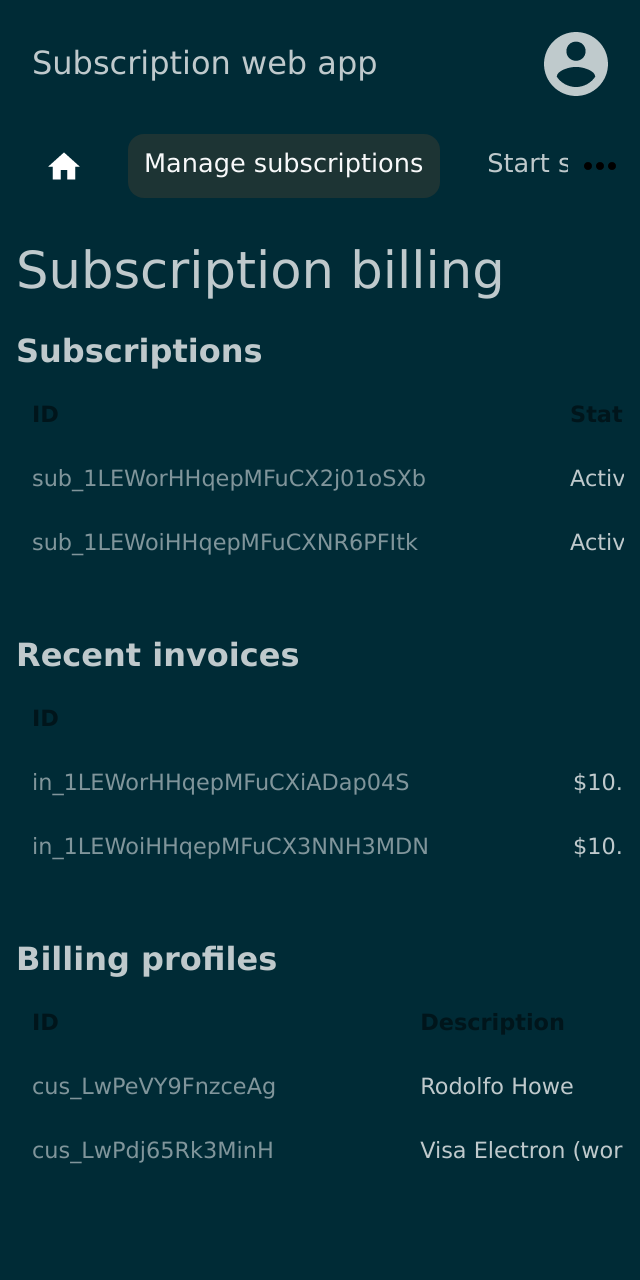 Subscription web app
Manage subscriptions Start s
Subscription billing
Subscriptions
ID Stat
sub_1LEWorHHqepMFuCX2j01oSXb Activ
sub_1LEWoiHHqepMFuCXNR6PFItk Activ
Recent invoices
ID
in_1LEWorHHqepMFuCXiADap04S $10.
in_1LEWoiHHqepMFuCX3NNH3MDN $10.
Billing profiles
ID Description
cus_LwPeVY9FnzceAg Rodolfo Howe
cus_LwPdj65Rk3MinH Visa Electron (wor